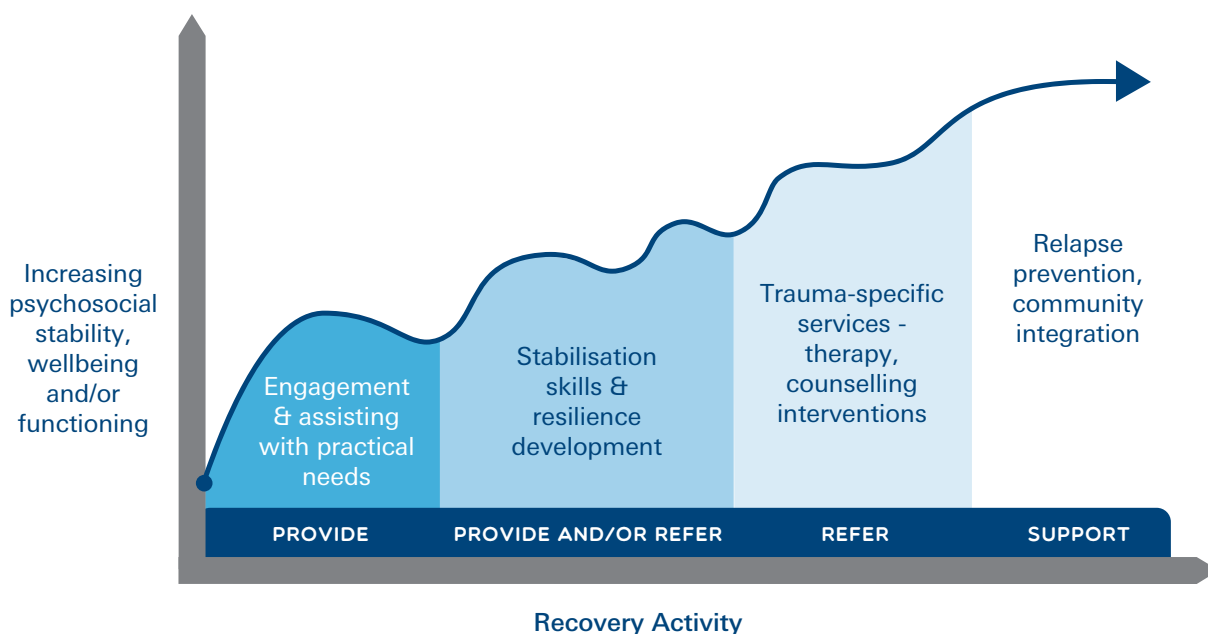 Increasing
psychosocial
stability,
wellbeing
and/or
functioning
Engagement
& assisting
with practical
needs
Stabilisation
skills &
resilience
development
Trauma-specific
services -
therapy,
counselling
interventions
Relapse
prevention,
community
integration
PROVIDE
PROVIDE AND/OR REFER
REFER
SUPPORT
Recovery Activity